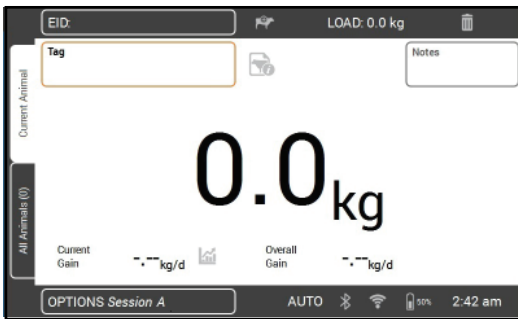 EID:
LOAD: 0.0 kg
Current Animal
All Animals (0)
Tag
Notes
0.0kg
Current Gain
-.--kg/d
Overall Gain
-.--kg/d
OPTIONS Session A
AUTO
50%
2:42 am